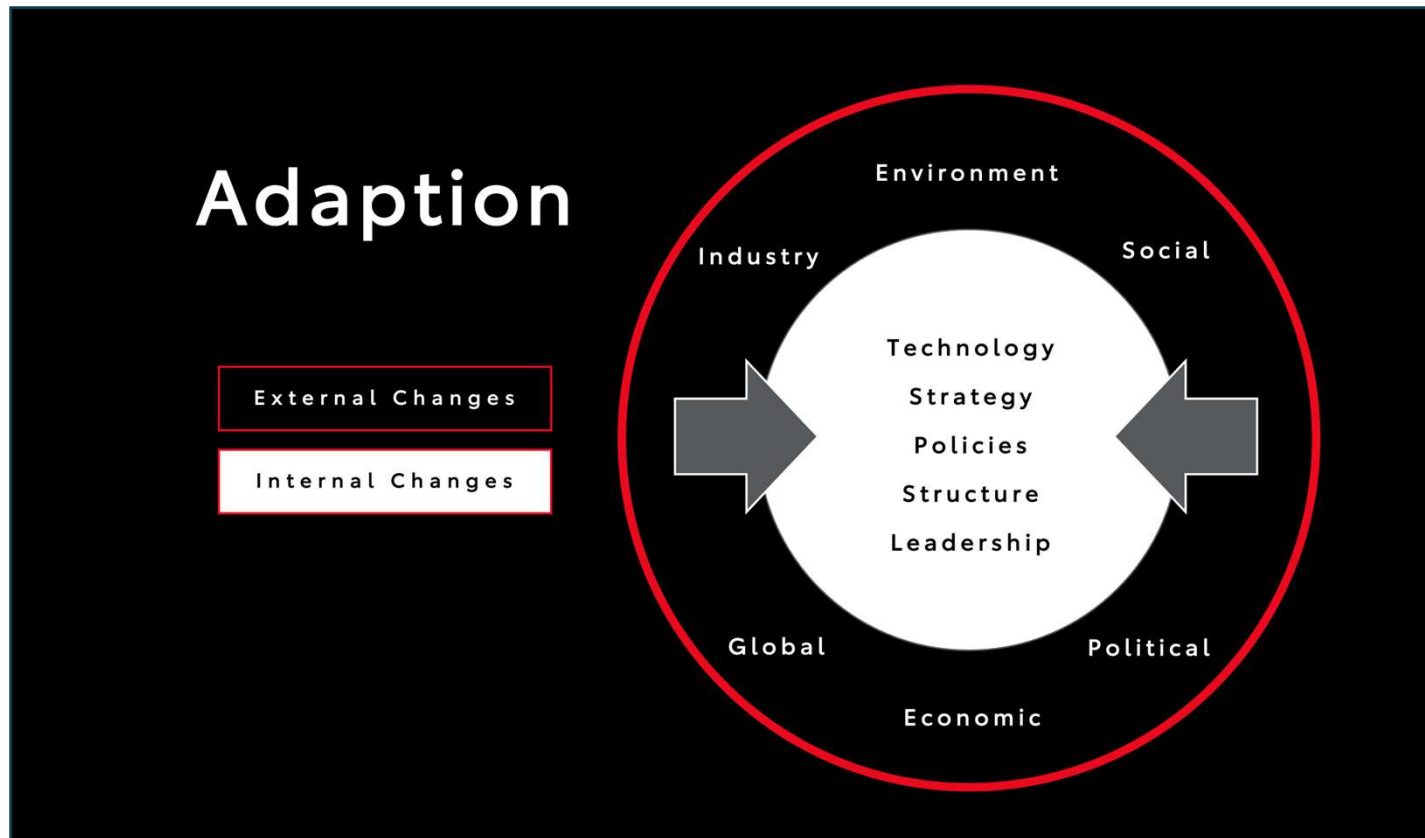 Adaption
External Changes
Internal Changes
Environment
Industry
Social
Technology
Strategy
Policies
Structure
Leadership
Global
Political
Economic